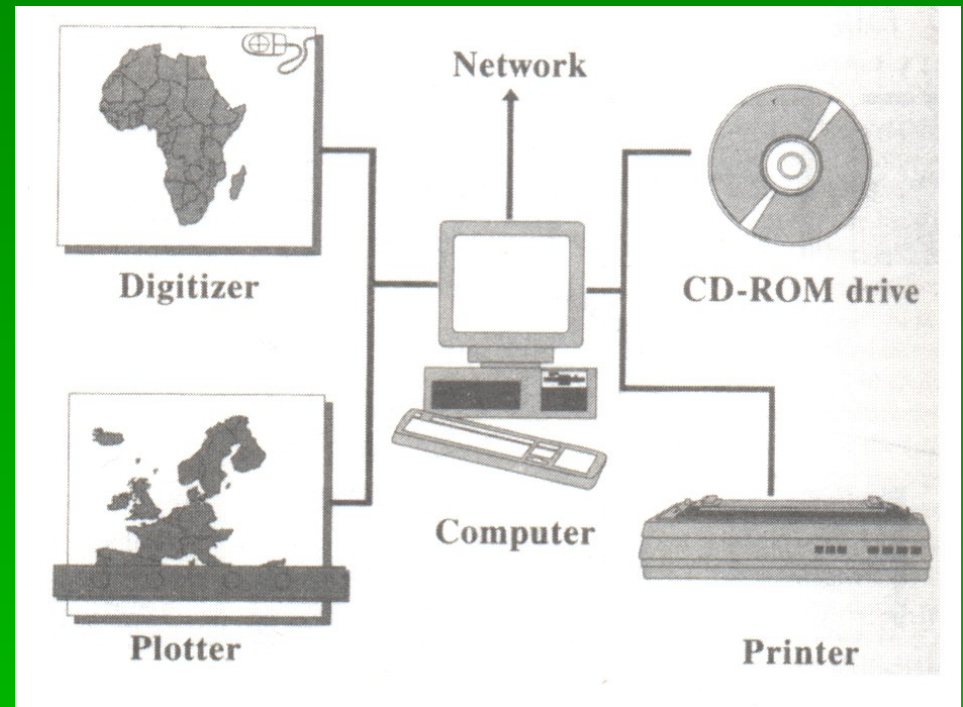 Network
Digitizer
CD-ROM drive
Computer
Plotter
Printer